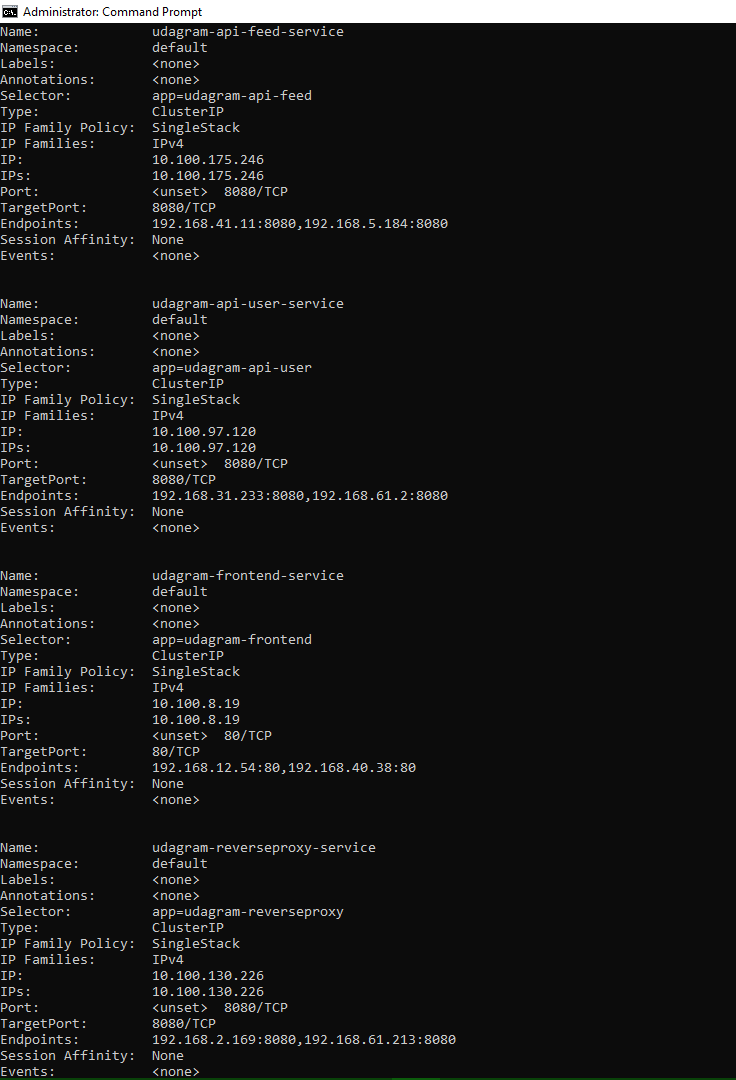 Administrator: Command Prompt
Name:              udagram-api-feed-service
Namespace:         default
Labels:            <none>
Annotations:       <none>
Selector:          app=udagram-api-feed
Type:              ClusterIP
IP Family Policy:  SingleStack
IP Families:       IPv4
IP:                10.100.175.246
IPs:               10.100.175.246
Port:              <unset>  8080/TCP
TargetPort:        8080/TCP
Endpoints:         192.168.41.11:8080,192.168.5.184:8080
Session Affinity:  None
Events:            <none>
Name:              udagram-api-user-service
Namespace:         default
Labels:            <none>
Annotations:       <none>
Selector:          app=udagram-api-user
Type:              ClusterIP
IP Family Policy:  SingleStack
IP Families:       IPv4
IP:                10.100.97.120
IPs:               10.100.97.120
Port:              <unset>  8080/TCP
TargetPort:        8080/TCP
Endpoints:         192.168.31.233:8080,192.168.61.2:8080
Session Affinity:  None
Events:            <none>
Name:              udagram-frontend-service
Namespace:         default
Labels:            <none>
Annotations:       <none>
Selector:          app=udagram-frontend
Type:              ClusterIP
IP Family Policy:  SingleStack
IP Families:       IPv4
IP:                10.100.8.19
IPs:               10.100.8.19
Port:              <unset>  80/TCP
TargetPort:        80/TCP
Endpoints:         192.168.12.54:80,192.168.40.38:80
Session Affinity:  None
Events:            <none>
Name:              udagram-reverseproxy-service
Namespace:         default
Labels:            <none>
Annotations:       <none>
Selector:          app=udagram-reverseproxy
Type:              ClusterIP
IP Family Policy:  SingleStack
IP Families:       IPv4
IP:                10.100.130.226
IPs:               10.100.130.226
Port:              <unset>  8080/TCP
TargetPort:        8080/TCP
Endpoints:         192.168.2.169:8080,192.168.61.213:8080
Session Affinity:  None
Events:            <none>